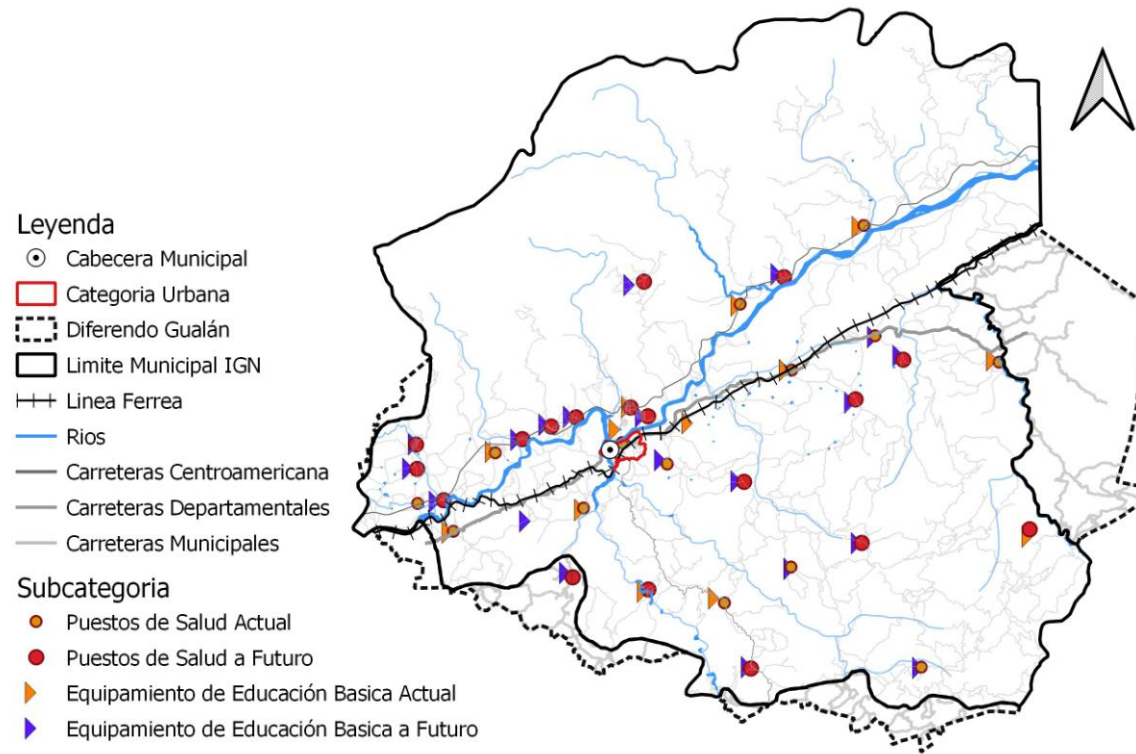 Leyenda
Cabecera Municipal
Categoria Urbana
Diferendo Gualán
Limite Municipal IGN
Linea Ferrea
Rios
Carreteras Centroamericana
Carreteras Departamentales
Carreteras Municipales
Subcategoria
Puestos de Salud Actual
Puestos de Salud a Futuro
Equipamiento de Educación Basica Actual
Equipamiento de Educación Basica a Futuro